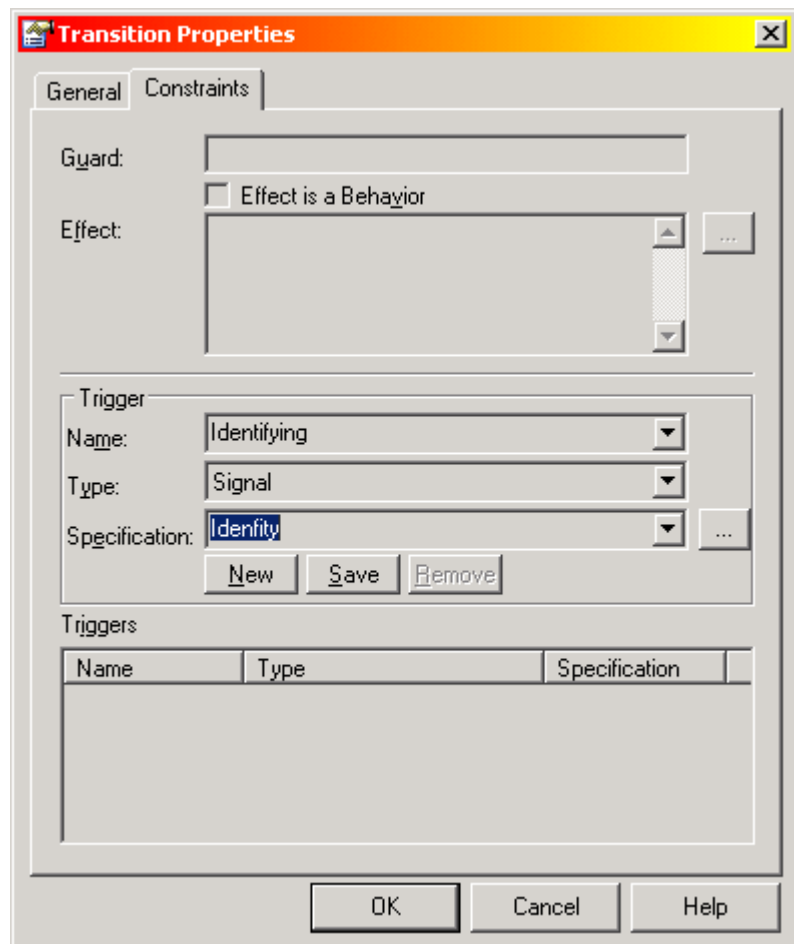 Transition Properties
General Constraints
Guard:
Effect is a Behavior
Effect:
...
Trigger
Name: Identifying
Type: Signal
Specification: Idenfity ...
New Save Remove
Triggers
Name Type Specification
OK Cancel Help